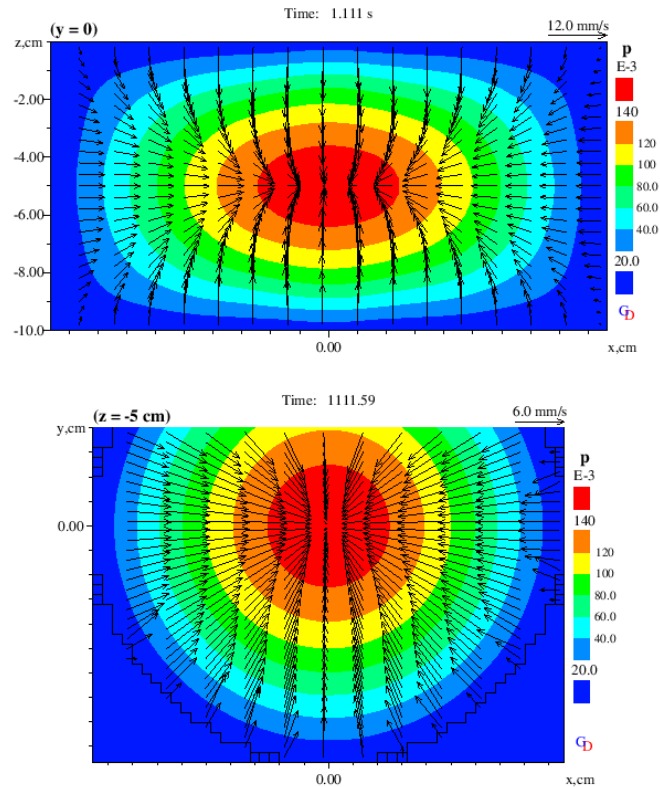 Time: 1.111 s
(y = 0)
12.0 mm/s
z,cm
p
E-3
-2.00
140
120
-4.00
100
80.0
-6.00
60.0
40.0
-8.00
20.0
-10.0
0.00
x,cm
GD
Time: 1111.59
(z = -5 cm)
6.0 mm/s
y,cm
p
E-3
0.00
140
120
100
80.0
60.0
40.0
20.0
GD
0.00
x,cm